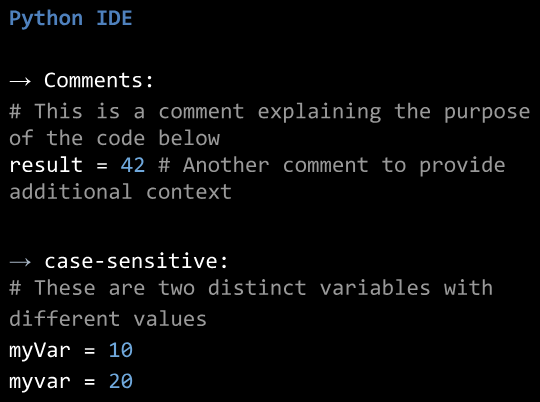 Python IDE
→ Comments:
# This is a comment explaining the purpose
of the code below
result = 42 # Another comment to provide
additional context
→ case-sensitive:
# These are two distinct variables with
different values
myVar = 10
myvar = 20